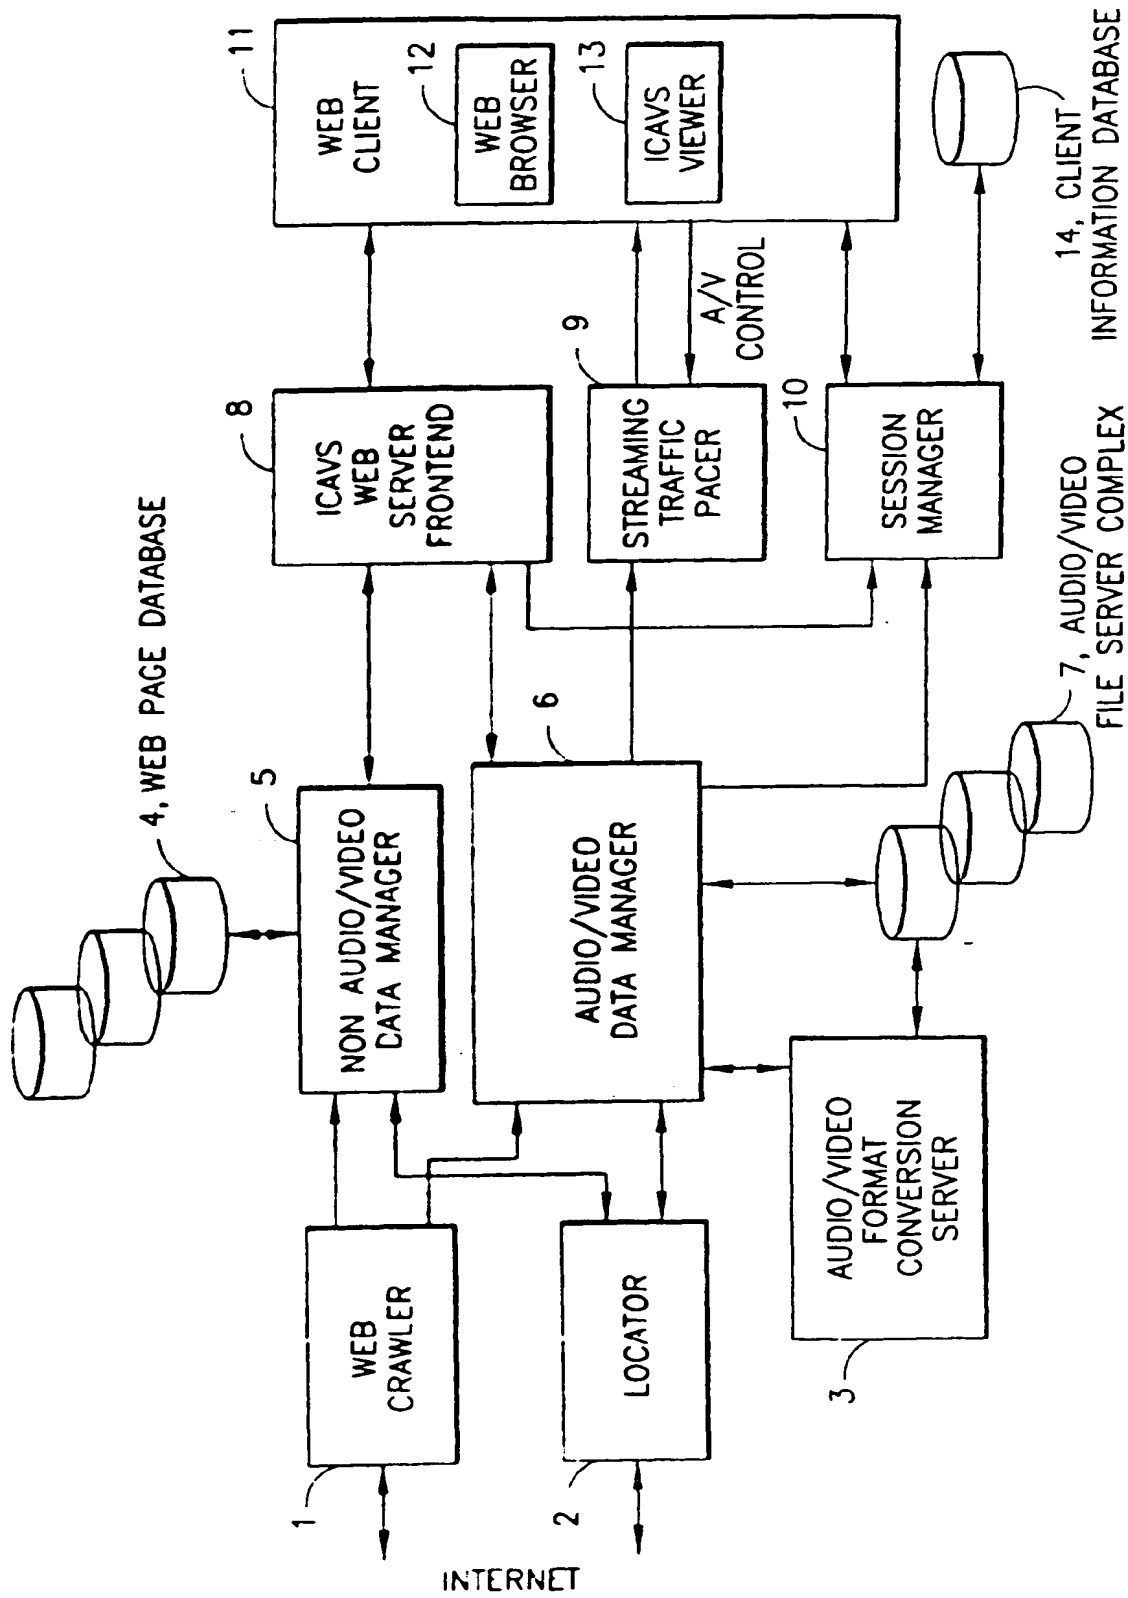 INTERNET
1
WEB
CRAWLER
2
LOCATOR
3
AUDIO/VIDEO
FORMAT
CONVERSION
SERVER
4, WEB PAGE DATABASE
5
NON AUDIO/VIDEO
DATA MANAGER
6
AUDIO/VIDEO
DATA MANAGER
7, AUDIO/VIDEO
FILE SERVER COMPLEX
8
ICAVS
WEB
SERVER
FRONTEND
9
STREAMING
TRAFFIC
PACER
10
SESSION
MANAGER
A/V
CONTROL
11
WEB
CLIENT
12
WEB
BROWSER
13
ICAVS
VIEWER
14, CLIENT
INFORMATION DATABASE